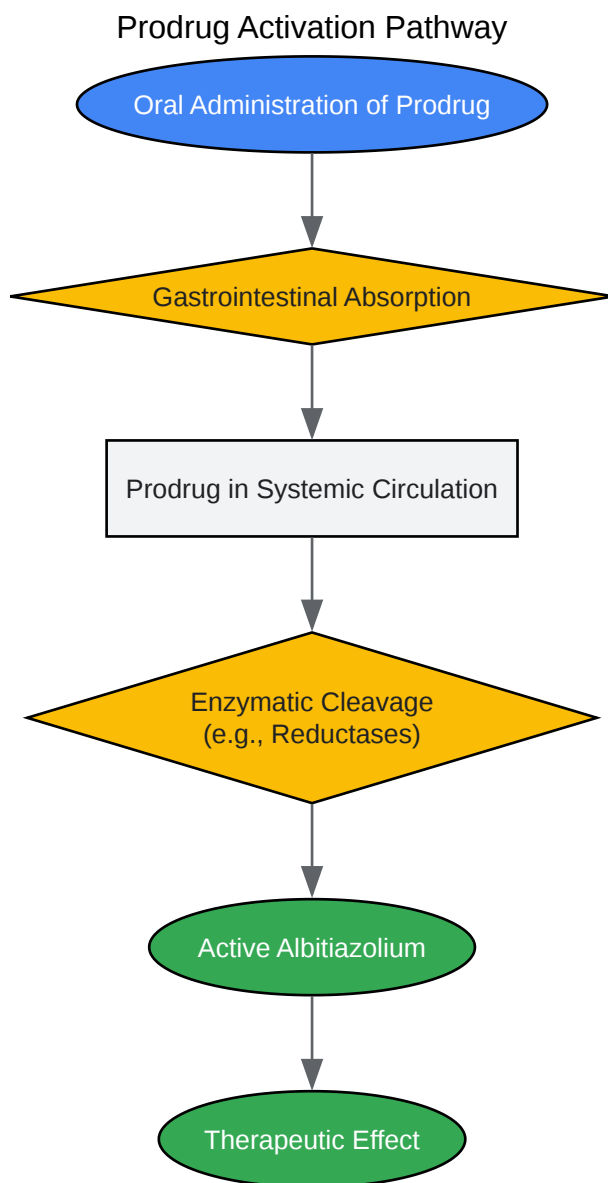 Prodrug Activation Pathway
Oral Administration of Prodrug
Gastrointestinal Absorption
Prodrug in Systemic Circulation
Enzymatic Cleavage
(e.g., Reductases)
Active Albitiazolium
Therapeutic Effect